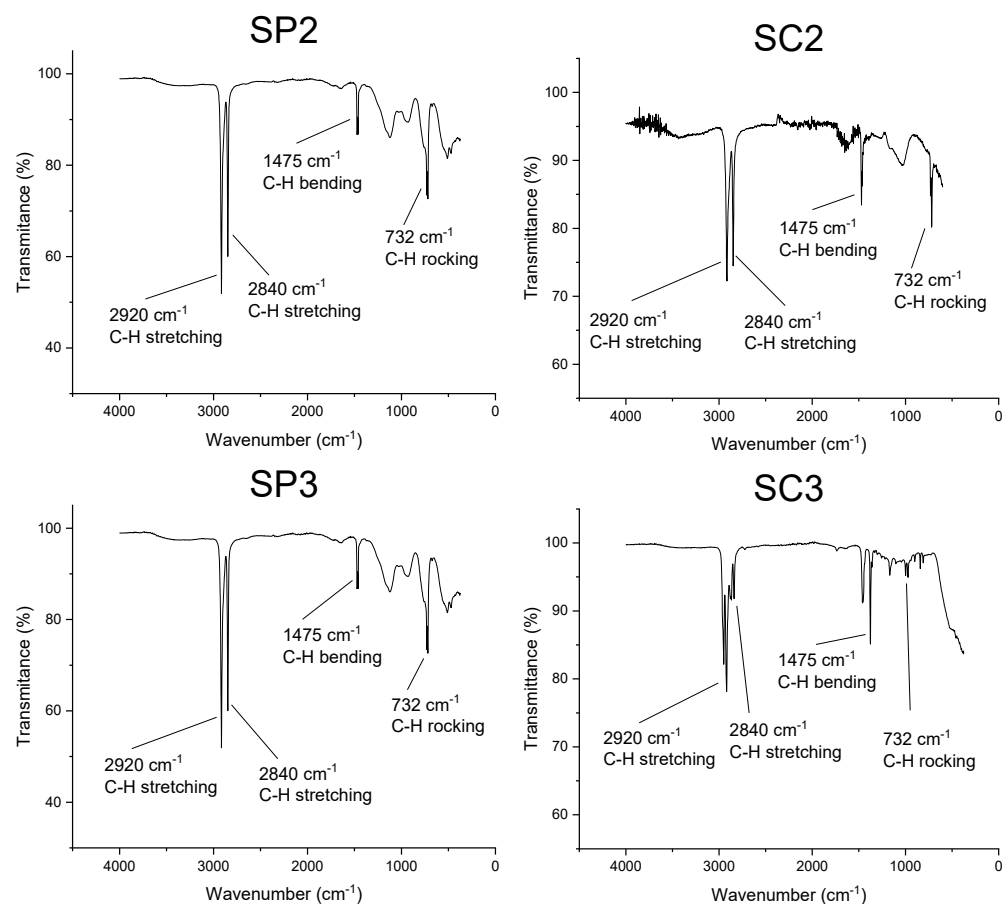 SP2
Transmitance (%)
100
80
60
40
1475 cm⁻¹
C-H bending
732 cm⁻¹
C-H rocking
2840 cm⁻¹
C-H stretching
2920 cm⁻¹
C-H stretching
4000 3000 2000 1000 0
Wavenumber (cm⁻¹)
SC2
Transmittance (%)
100
90
80
70
60
1475 cm⁻¹
C-H bending
732 cm⁻¹
C-H rocking
2920 cm⁻¹
C-H stretching
2840 cm⁻¹
C-H stretching
4000 3000 2000 1000 0
Wavenumber (cm⁻¹)
SP3
Transmitance (%)
100
80
60
40
1475 cm⁻¹
C-H bending
732 cm⁻¹
C-H rocking
2920 cm⁻¹
C-H stretching
2840 cm⁻¹
C-H stretching
4000 3000 2000 1000 0
Wavenumber (cm⁻¹)
SC3
Transmittance (%)
100
90
80
70
60
1475 cm⁻¹
C-H bending
2920 cm⁻¹
C-H stretching
2840 cm⁻¹
C-H stretching
732 cm⁻¹
C-H rocking
4000 3000 2000 1000 0
Wavenumber (cm⁻¹)